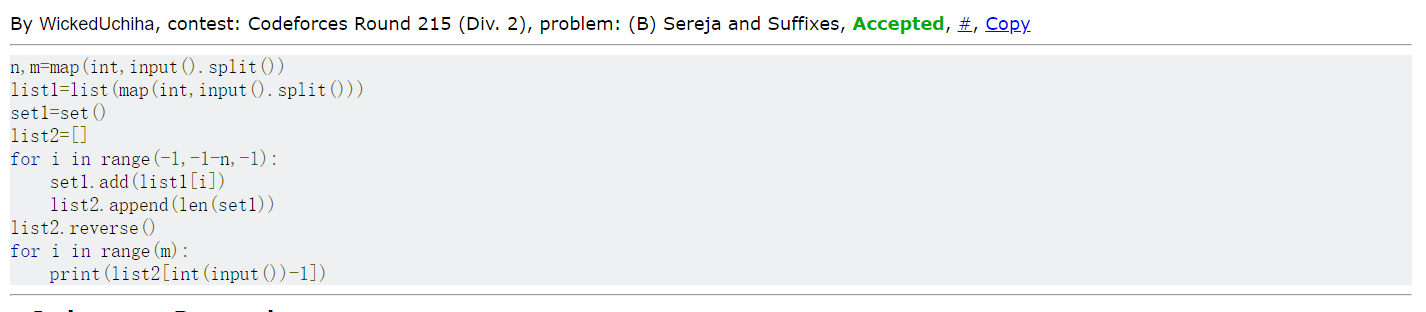 By WickedUchiha, contest: Codeforces Round 215 (Div. 2), problem: (B) Sereja and Suffixes, Accepted, #, Copy
n,m=map(int,input().split())
list1=list(map(int,input().split()))
set1=set()
list2=[]
for i in range(-1,-1-n,-1):
    set1.add(list1[i])
    list2.append(len(set1))
list2.reverse()
for i in range(m):
    print(list2[int(input())-1])